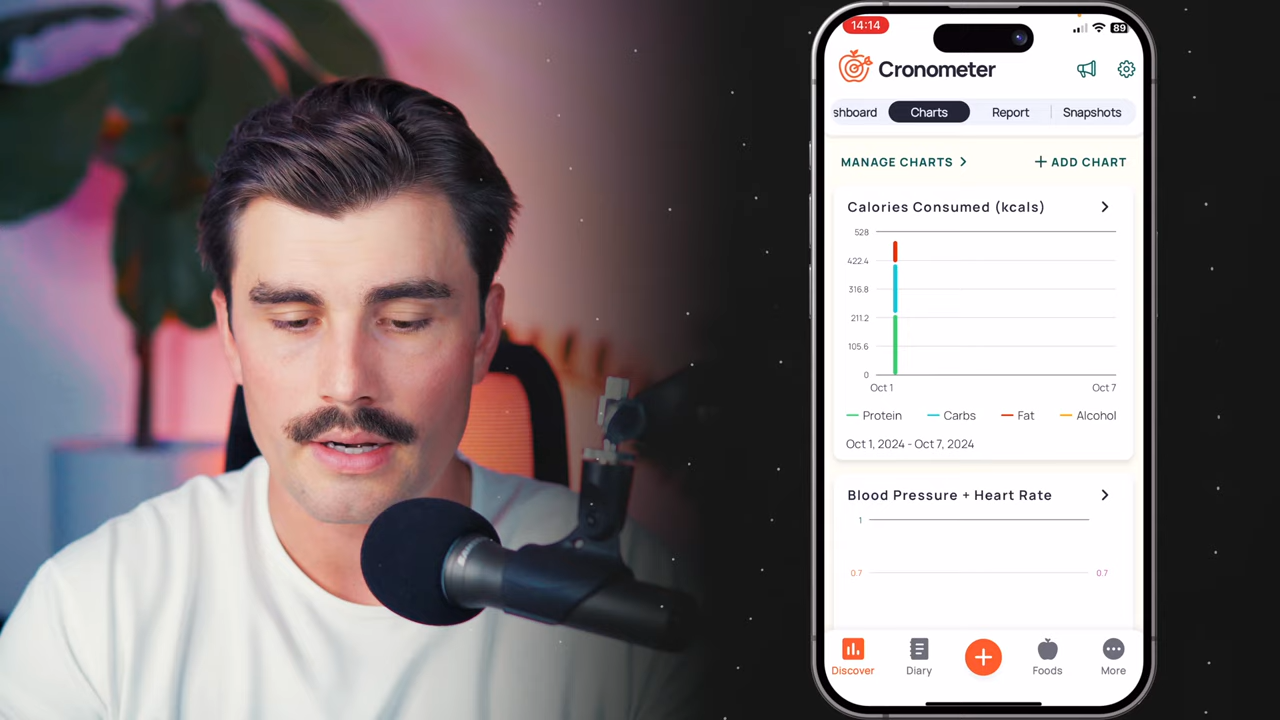 14:14
89
Cronometer
shboard Charts Report Snapshots
MANAGE CHARTS + ADD CHART
Calories Consumed (kcals)
528
422.4
316.8
211.2
105.6
0
Oct 1 Oct 7
Protein Carbs Fat Alcohol
Oct 1, 2024 - Oct 7, 2024
Blood Pressure + Heart Rate
1
0.7 0.7
Discover Diary Foods More